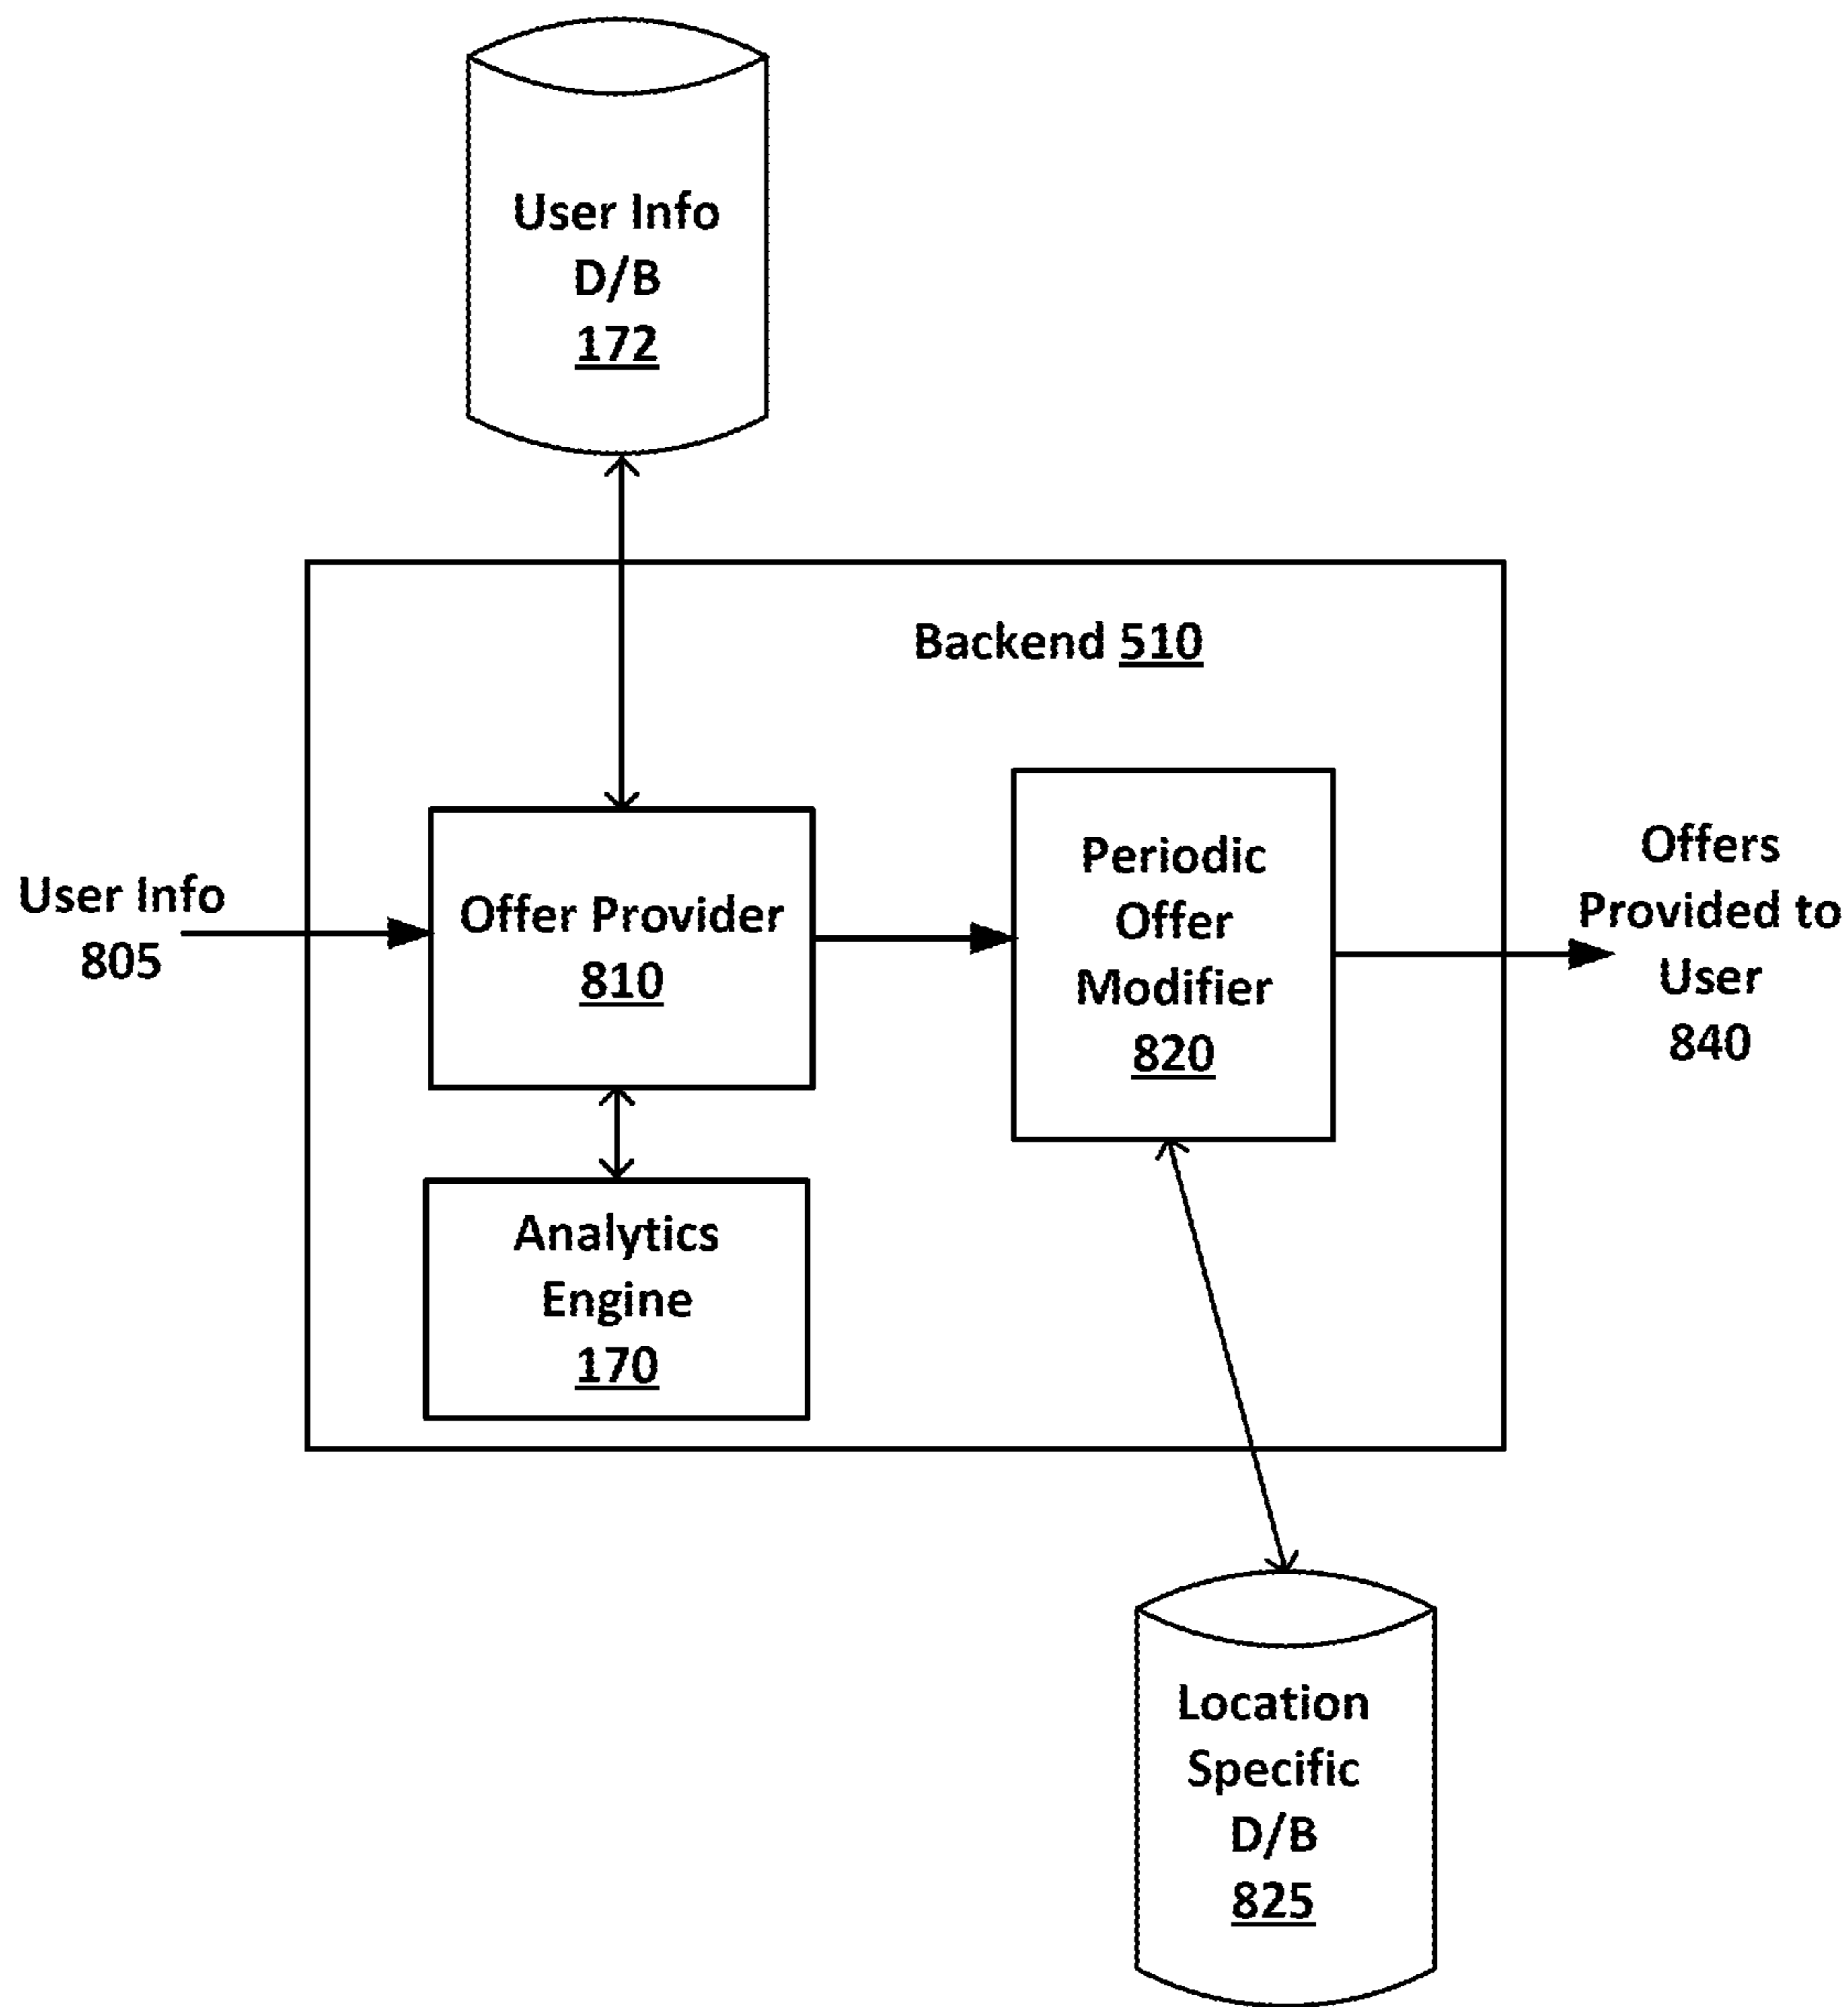 User Info
D/B
172
Backend 510
User Info
805
Offer Provider
810
Periodic
Offer
Modifier
820
Offers
Provided to
User
840
Analytics
Engine
170
Location
Specific
D/B
825